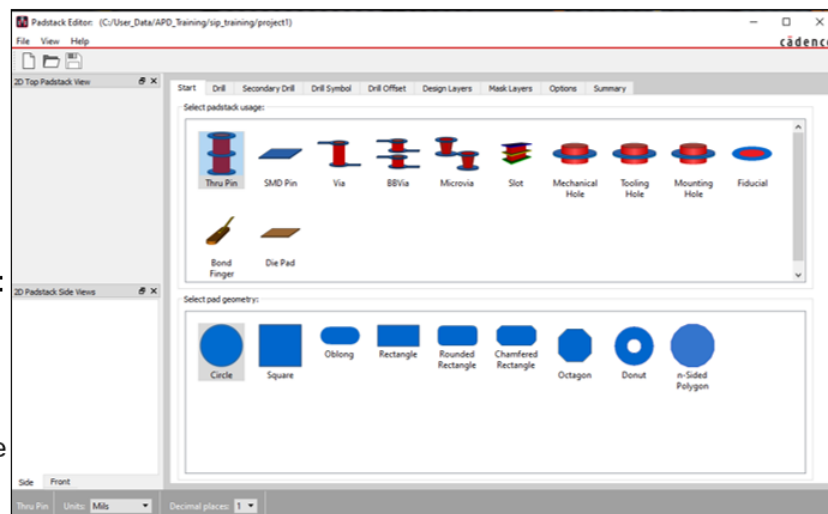 Padstack Editor: (C:/User_Data/APD_Training/sip_training/project1)
File View Help
cādence
2D Top Padstack View
Start Drill Secondary Drill Drill Symbol Drill Offset Design Layers Mask Layers Options Summary
Select padstack usage:
Thru Pin SMD Pin Via BBVia Microvia Slot Mechanical Hole Tooling Hole Mounting Hole Fiducial
Bond Finger Die Pad
:
2D Padstack Side Views
Select pad geometry:
Circle Square Oblong Rectangle Rounded Rectangle Chamfered Rectangle Octagon Donut n-Sided Polygon
e
Side Front
Thru Pin Units: Mils Decimal places: 1